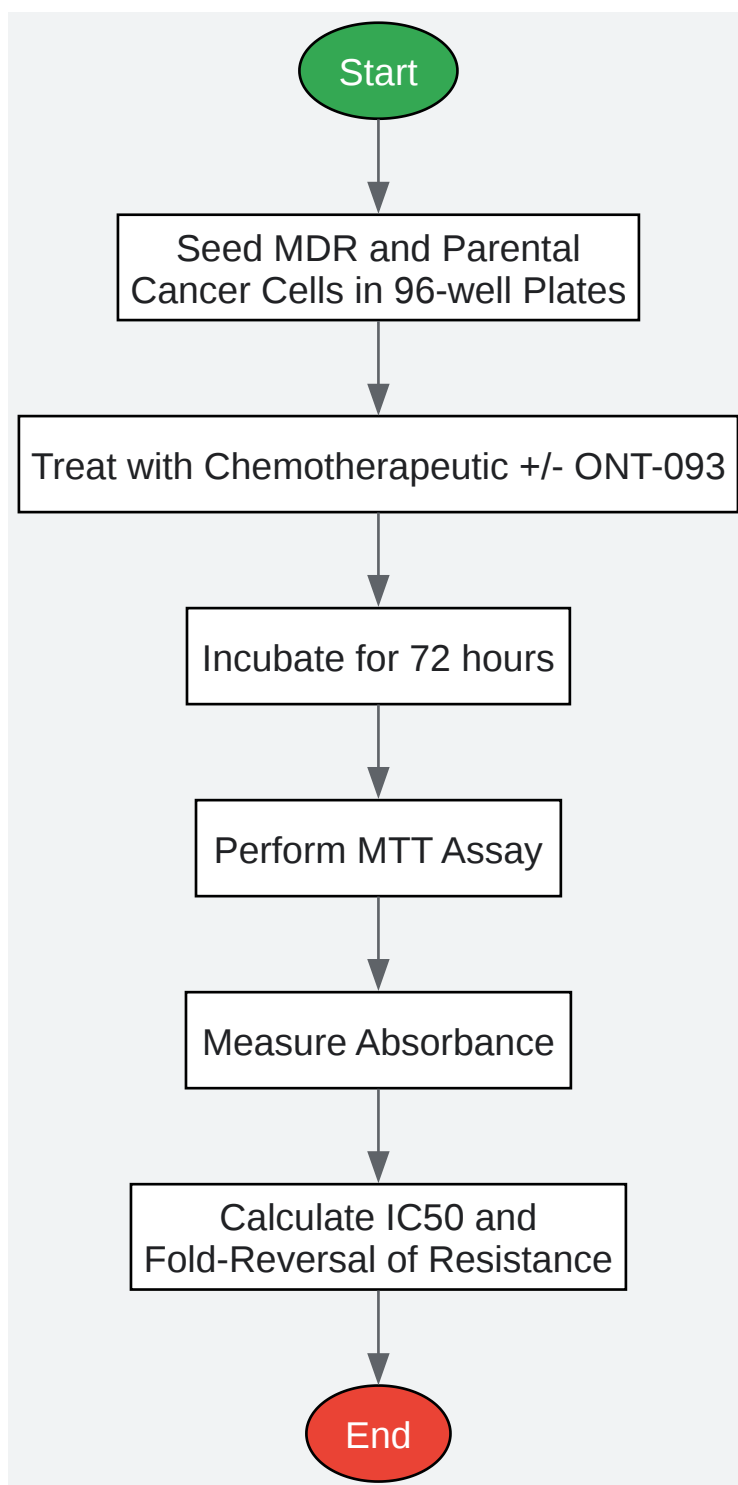 Start
Seed MDR and Parental
Cancer Cells in 96-well Plates
Treat with Chemotherapeutic +/- ONT-093
Incubate for 72 hours
Perform MTT Assay
Measure Absorbance
Calculate IC50 and
Fold-Reversal of Resistance
End